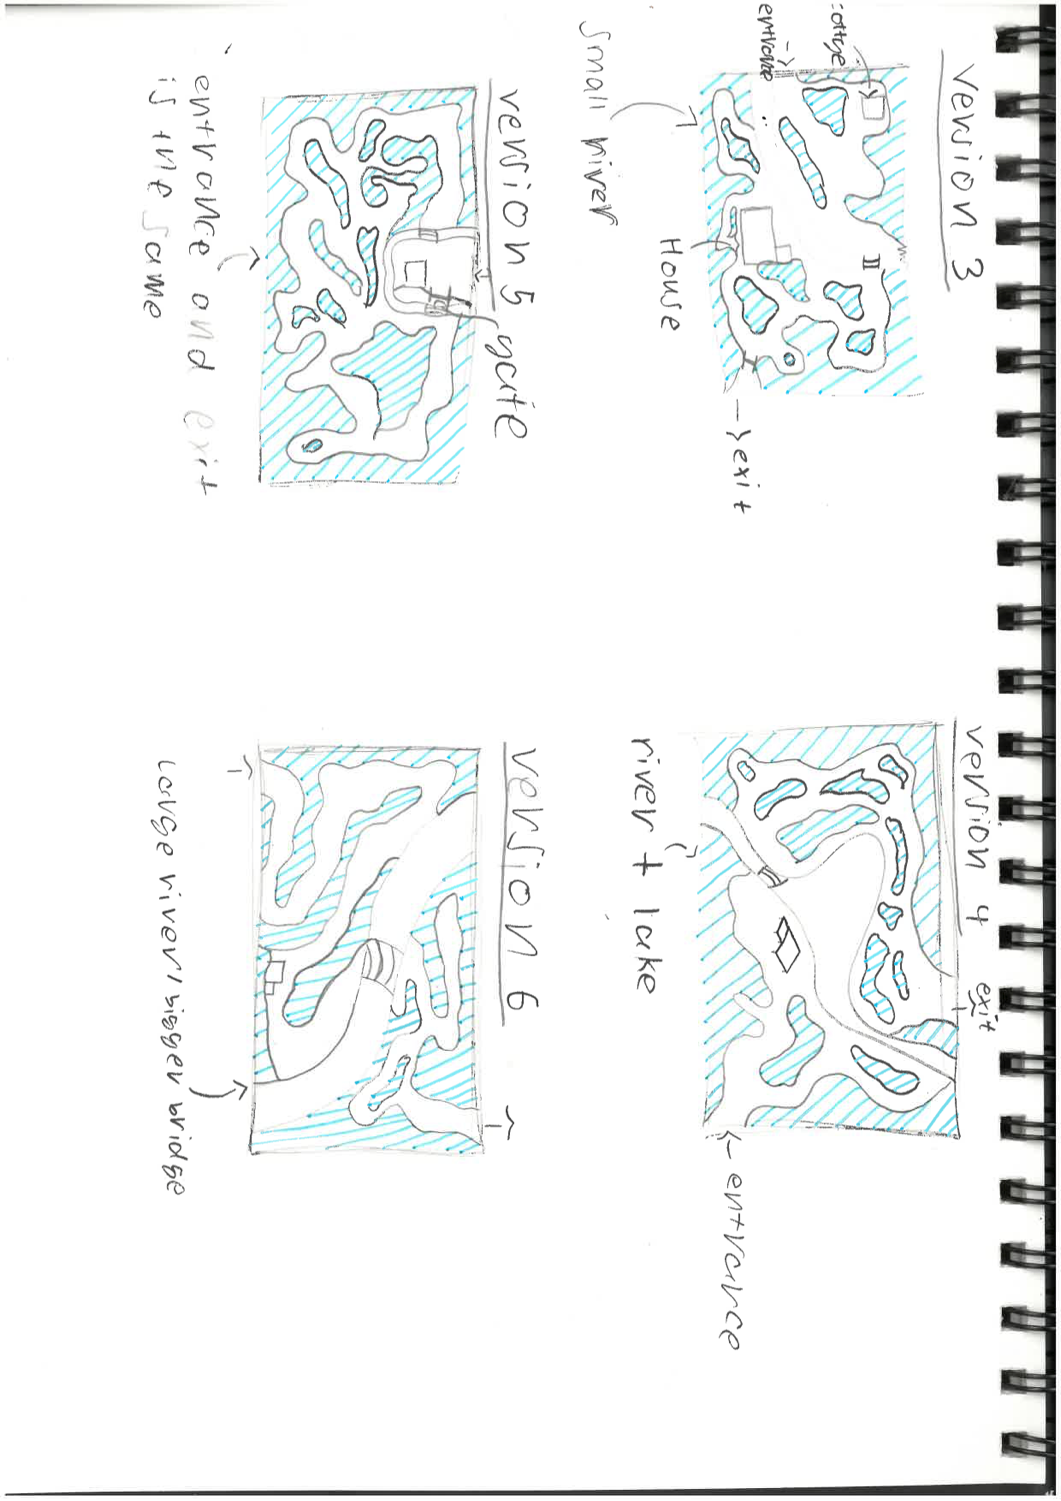 version 3
:ottge
entrance
small river
House
exit
version 4
exit
river + lake
entrance
version 5
gate
entrance and exit
is the same
version 6
large river / bigger bridge